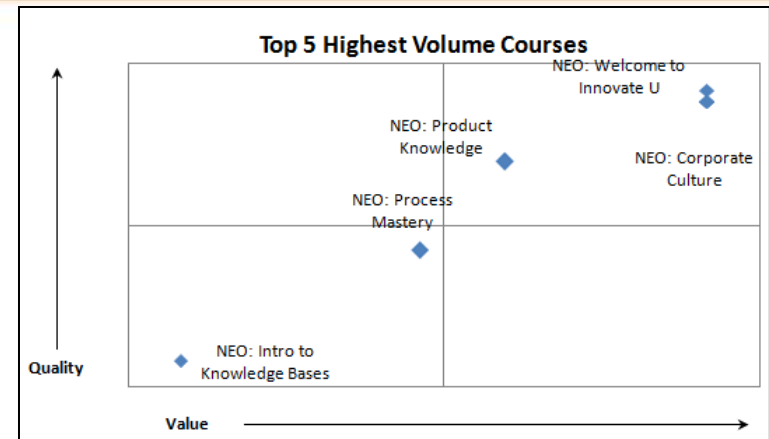 Top 5 Highest Volume Courses
NEO: Welcome to
Innovate U
NEO: Product
Knowledge
NEO: Corporate
Culture
NEO: Process
Mastery
NEO: Intro to
Knowledge Bases
Quality
Value